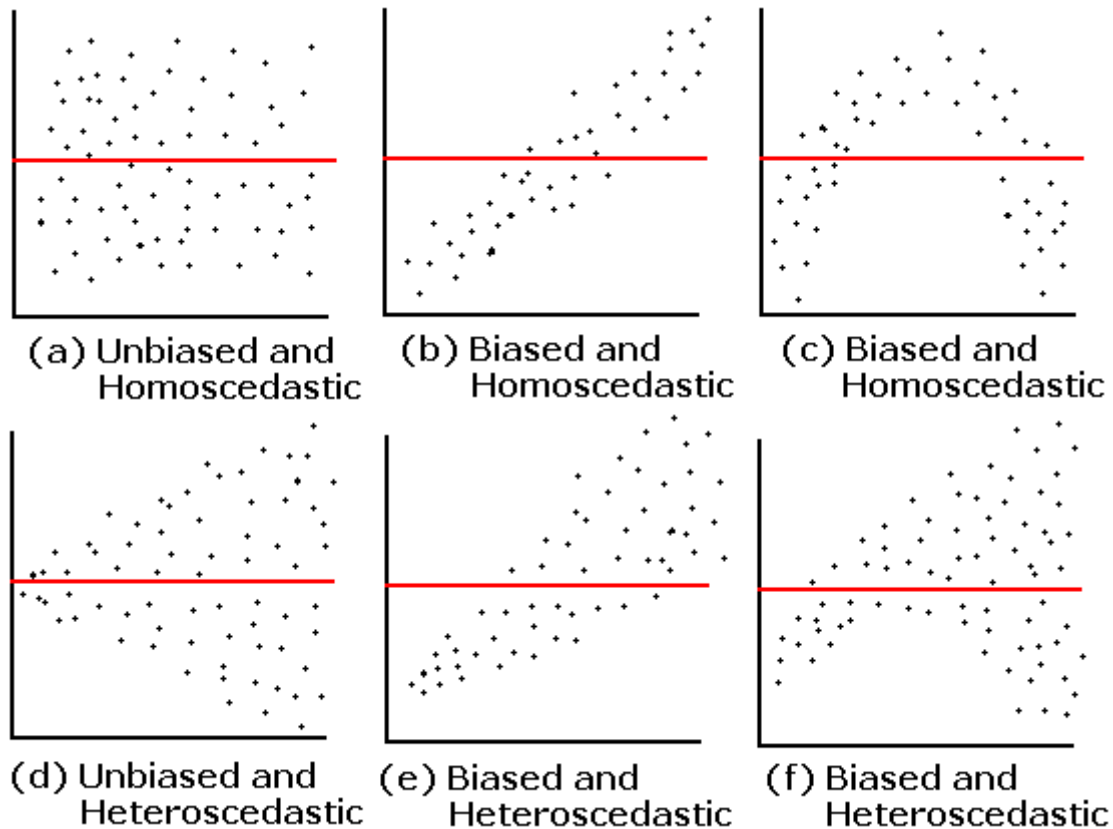 (a) Unbiased and
Homoscedastic
(b) Biased and
Homoscedastic
(c) Biased and
Homoscedastic
(d) Unbiased and
Heteroscedastic
(e) Biased and
Heteroscedastic
(f) Biased and
Heteroscedastic